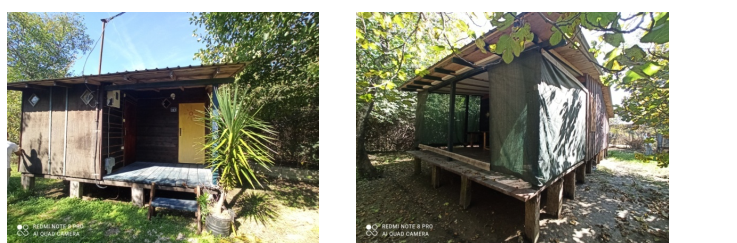 REDMI NOTE 8 PRO
AI QUAD CAMERA
REDMI NOTE 8 PRO
AI QUAD CAMERA